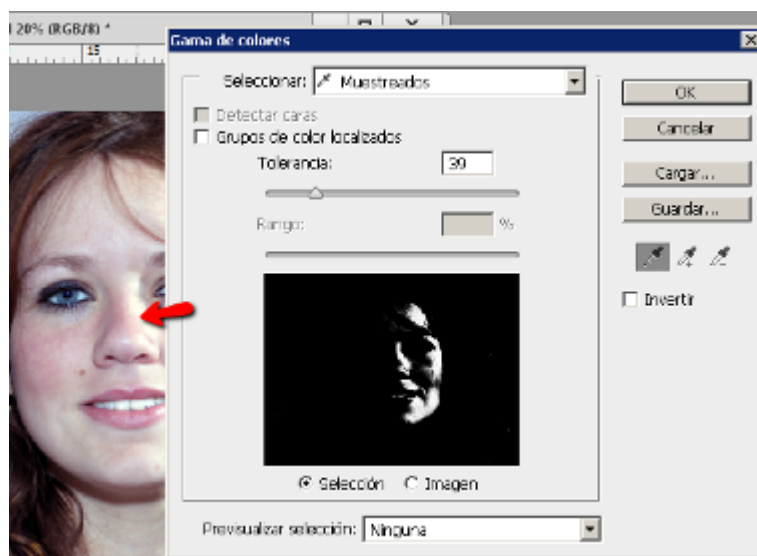 20% (RGB/8) *
15
Gama de colores
Seleccionar: Muestreados
Detectar caras
Grupos de color localizados
Tolerancia: 39
Rango: %
Selección Imagen
Previsualizar selección: Ninguna
OK
Cancelar
Cargar...
Guardar...
Invertir